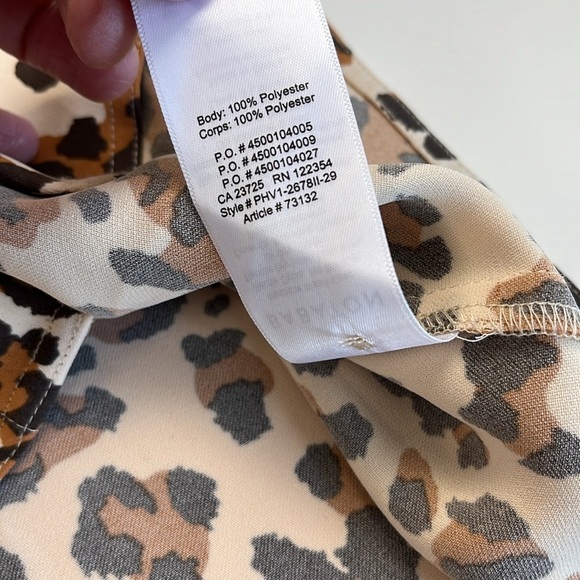 Body: 100% Polyester
Corps: 100% Polyester
P.O. # 4500104005
P.O. # 4500104009
P.O. # 4500104027
CA 23725 RN 122354
Style # PHV1-2678II-29
Article # 73132